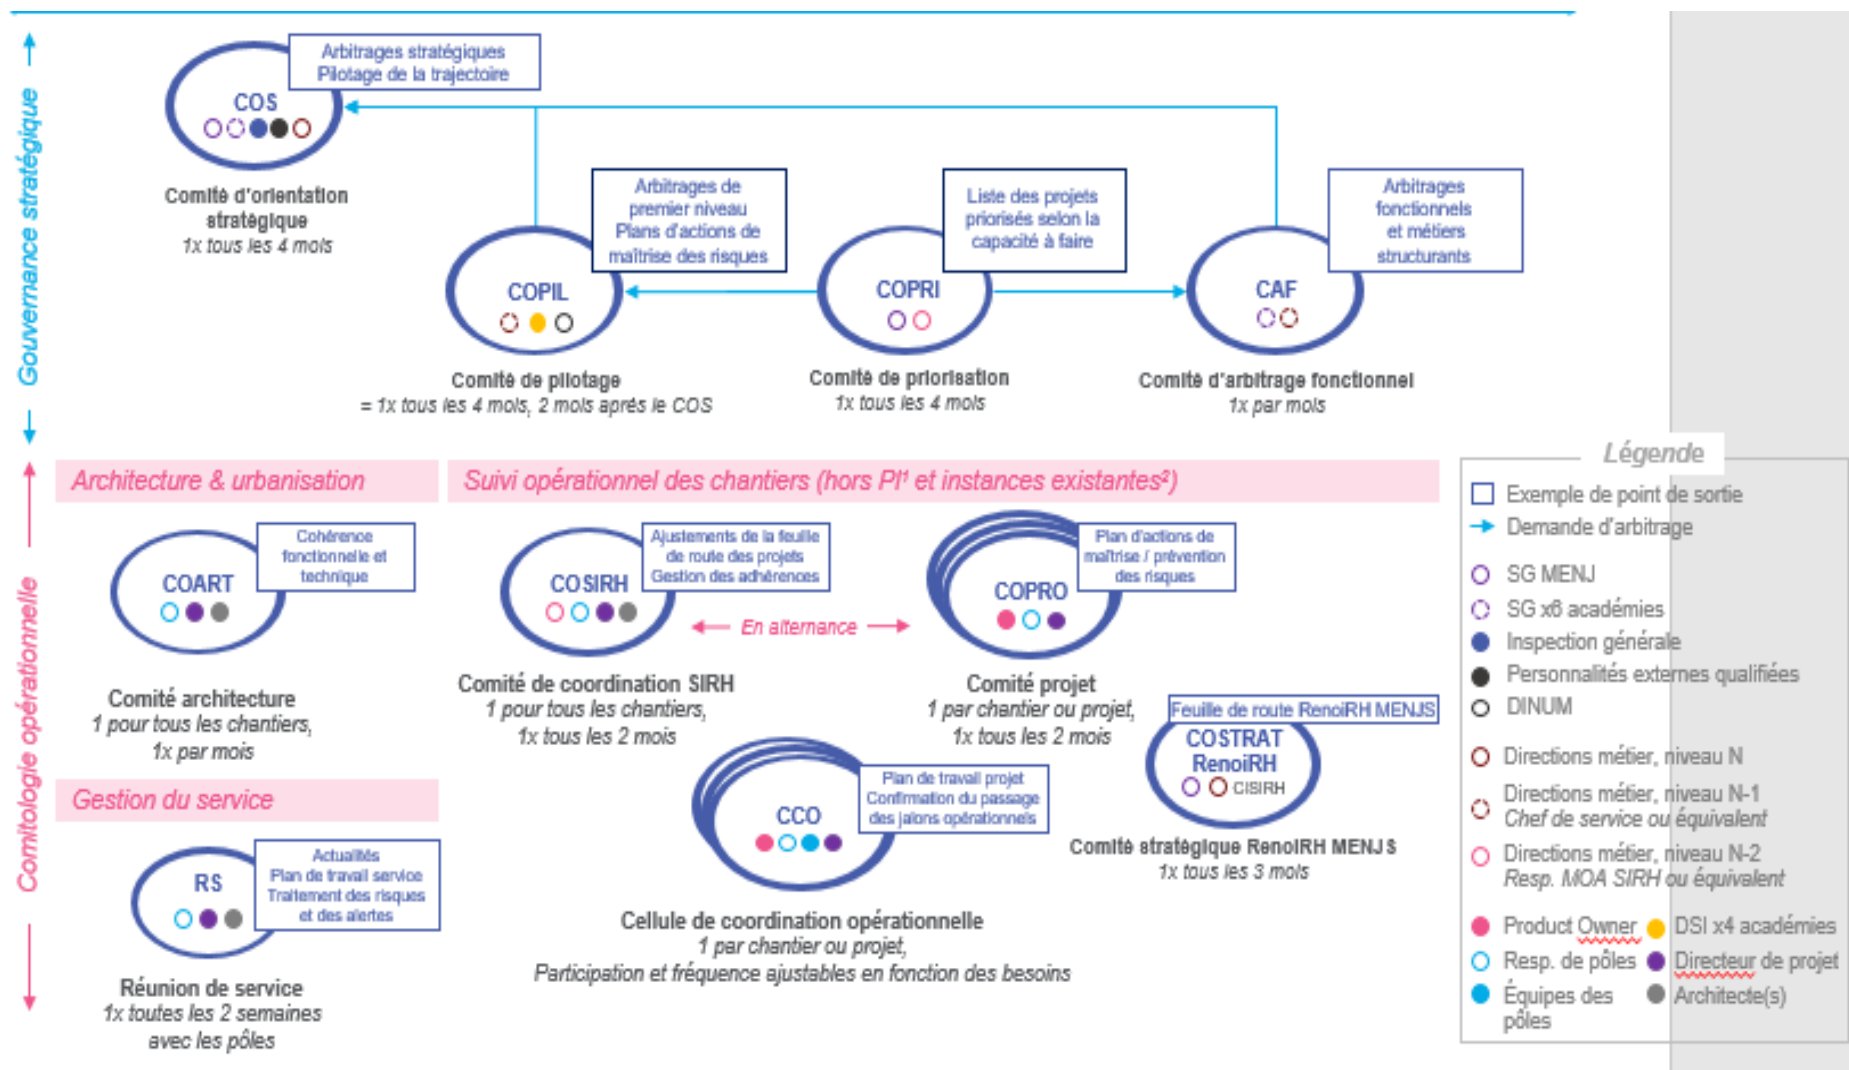 Gouvernance stratégique
Arbitrages stratégiques
Pilotage de la trajectoire
COS
Comité d'orientation
stratégique
1x tous les 4 mois
Arbitrages de
premier niveau
Plans d'actions de
maîtrise des risques
COPIL
Comité de pilotage
= 1x tous les 4 mois, 2 mois après le COS
Liste des projets
priorisés selon la
capacité à faire
COPRI
Comité de priorisation
1x tous les 4 mois
Arbitrages
fonctionnels
et métiers
structurants
CAF
Comité d'arbitrage fonctionnel
1x par mois
Comitologie opérationnelle
Architecture & urbanisation
Cohérence
fonctionnelle et
technique
COART
Comité architecture
1 pour tous les chantiers,
1x par mois
Gestion du service
Actualités
Plan de travail service
Traitement des risques
et des alertes
RS
Réunion de service
1x toutes les 2 semaines
avec les pôles
Suivi opérationnel des chantiers (hors PI¹ et instances existantes²)
Ajustements de la feuille
de route des projets
Gestion des adhérences
COSIRH
Comité de coordination SIRH
1 pour tous les chantiers,
1x tous les 2 mois
En alternance
Plan d'actions de
maîtrise / prévention
des risques
COPRO
Comité projet
1 par chantier ou projet,
1x tous les 2 mois
Plan de travail projet
Confirmation du passage
des jalons opérationnels
CCO
Cellule de coordination opérationnelle
1 par chantier ou projet,
Participation et fréquence ajustables en fonction des besoins
Feuille de route RenoiRH MENJS
COSTRAT
RenoiRH
CISIRH
Comité stratégique RenoiRH MENJS
1x tous les 3 mois
Légende
Exemple de point de sortie
Demande d'arbitrage
SG MENJ
SG x6 académies
Inspection générale
Personnalités externes qualifiées
DINUM
Directions métier, niveau N
Directions métier, niveau N-1
Chef de service ou équivalent
Directions métier, niveau N-2
Resp. MOA SIRH ou équivalent
Product Owner
DSI x4 académies
Resp. de pôles
Directeur de projet
Équipes des
pôles
Architecte(s)